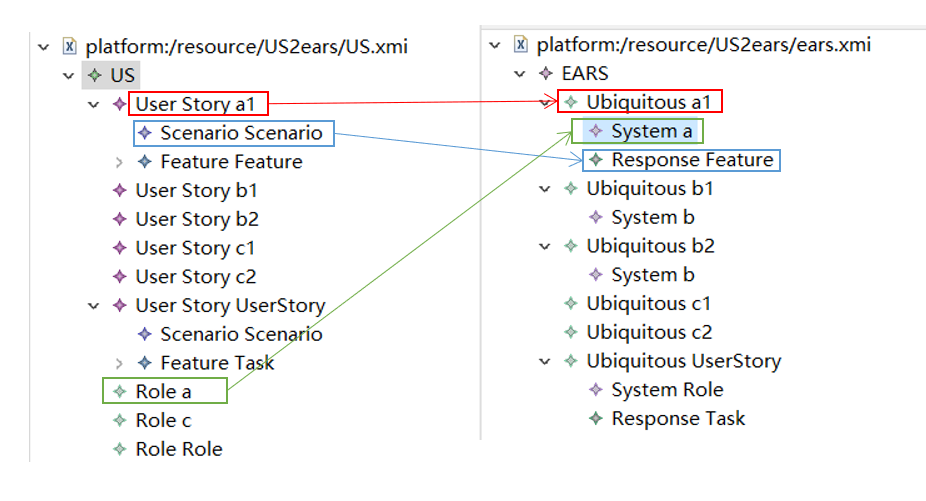 platform:/resource/US2ears/US.xmi
US
User Story a1
Scenario Scenario
Feature Feature
User Story b1
User Story b2
User Story c1
User Story c2
User Story UserStory
Scenario Scenario
Feature Task
Role a
Role c
Role Role
platform:/resource/US2ears/ears.xmi
EARS
Ubiquitous a1
System a
Response Feature
Ubiquitous b1
System b
Ubiquitous b2
System b
Ubiquitous c1
Ubiquitous c2
Ubiquitous UserStory
System Role
Response Task